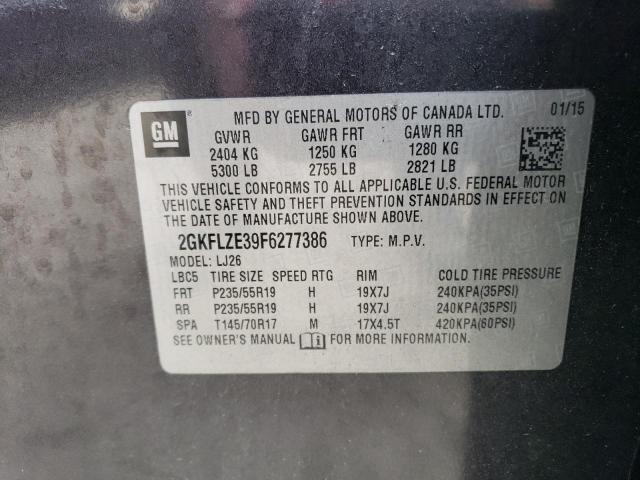 GM
MFD BY GENERAL MOTORS OF CANADA LTD. 01/15
GVWR GAWR FRT GAWR RR
2404 KG 1250 KG 1280 KG
5300 LB 2755 LB 2821 LB
THIS VEHICLE CONFORMS TO ALL APPLICABLE U.S. FEDERAL MOTOR
VEHICLE SAFETY AND THEFT PREVENTION STANDARDS IN EFFECT ON
THE DATE OF MANUFACTURE SHOWN ABOVE.
2GKFLZE39F6277386 TYPE: M.P.V.
MODEL: LJ26
LBC5 TIRE SIZE SPEED RTG RIM COLD TIRE PRESSURE
FRT P235/55R19 H 19X7J 240KPA(35PSI)
RR P235/55R19 H 19X7J 240KPA(35PSI)
SPA T145/70R17 M 17X4.5T 420KPA(60PSI)
SEE OWNER'S MANUAL FOR MORE INFORMATION.